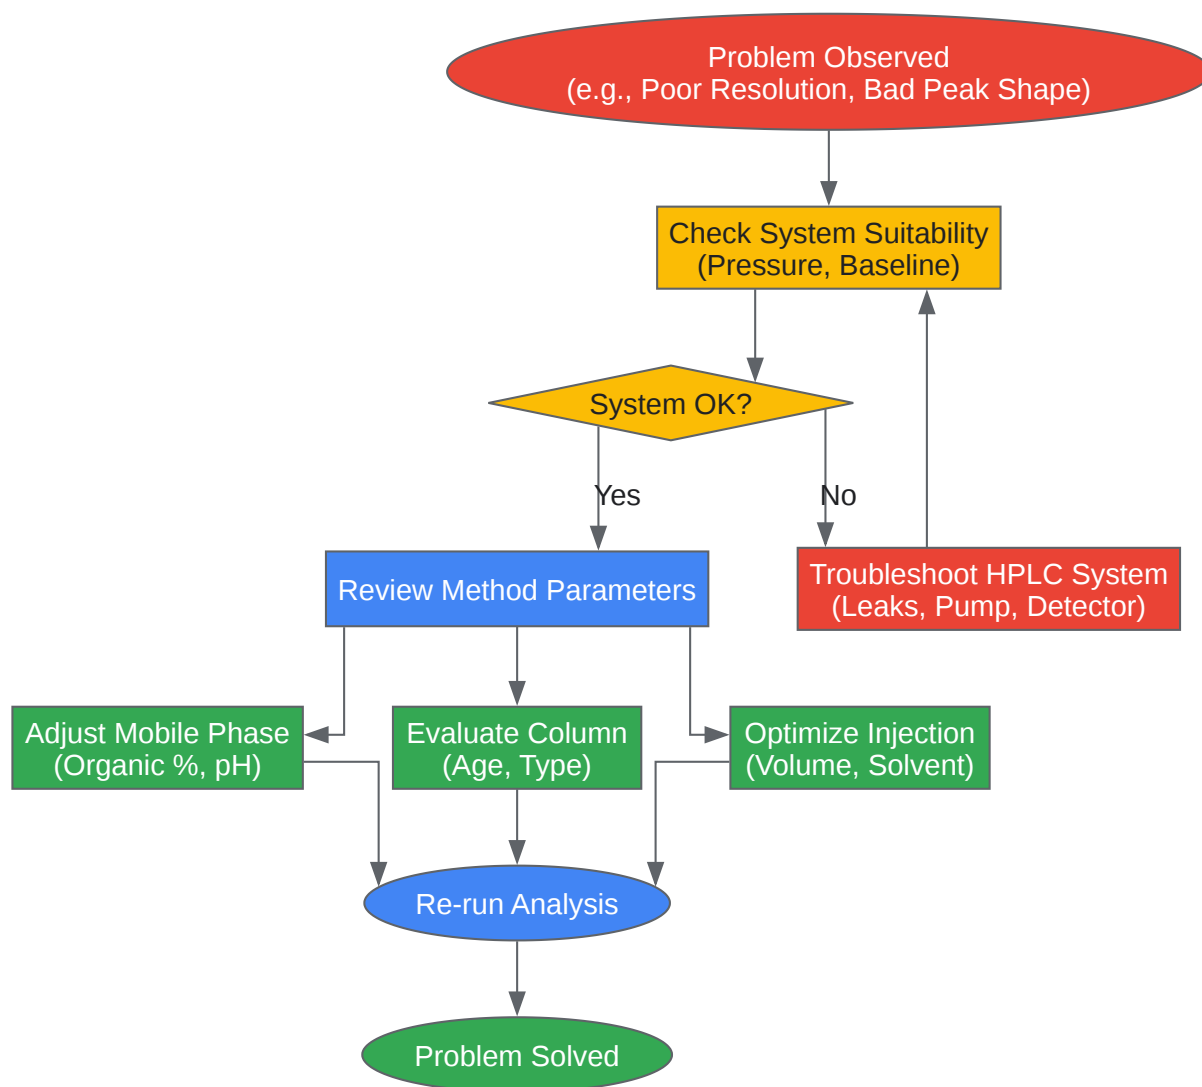 Problem Observed
(e.g., Poor Resolution, Bad Peak Shape)
Check System Suitability
(Pressure, Baseline)
System OK?
Yes
No
Review Method Parameters
Troubleshoot HPLC System
(Leaks, Pump, Detector)
Adjust Mobile Phase
(Organic %, pH)
Evaluate Column
(Age, Type)
Optimize Injection
(Volume, Solvent)
Re-run Analysis
Problem Solved